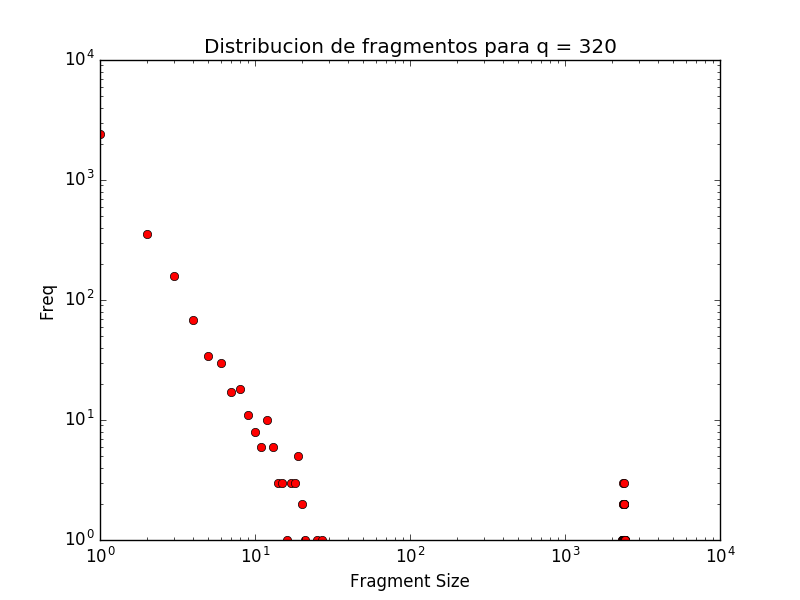 Distribucion de fragmentos para q = 320
10^4
10^3
10^2
10^1
10^0
Freq
10^0 10^1 10^2 10^3 10^4
Fragment Size